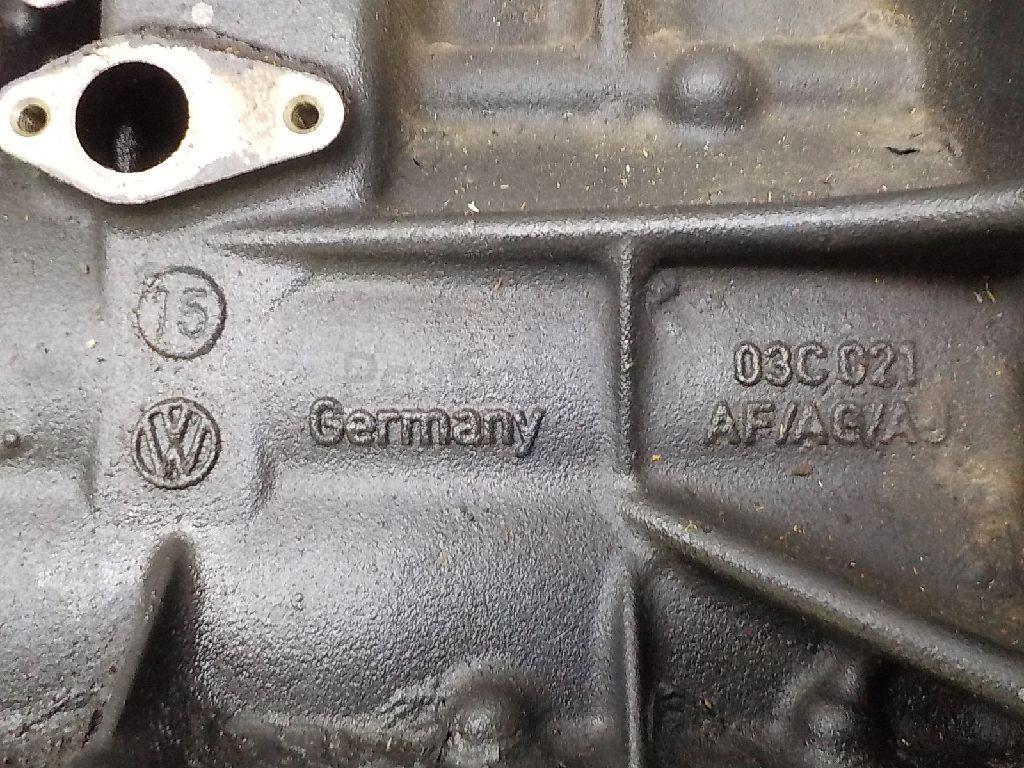 15
VW
Germany
03C 021
AF/AG/AJ